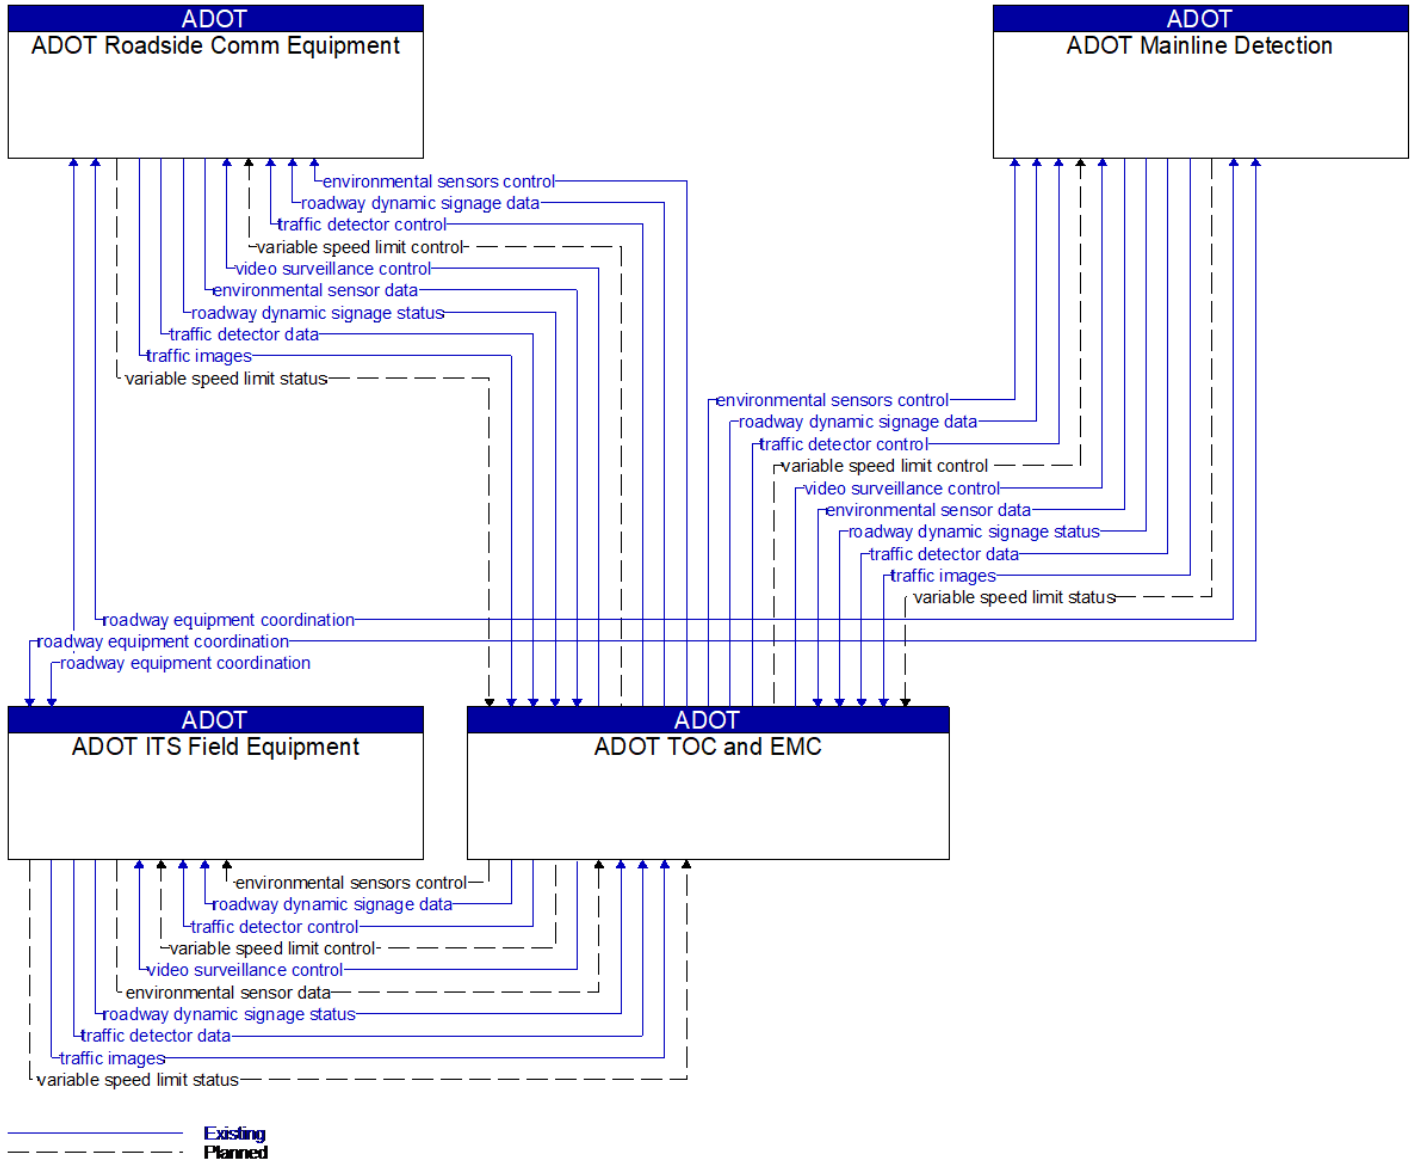 ADOT
ADOT Roadside Comm Equipment
ADOT
ADOT Mainline Detection
environmental sensors control
roadway dynamic signage data
traffic detector control
variable speed limit control
video surveillance control
environmental sensor data
roadway dynamic signage status
traffic detector data
traffic images
variable speed limit status
environmental sensors control
roadway dynamic signage data
traffic detector control
variable speed limit control
video surveillance control
environmental sensor data
roadway dynamic signage status
traffic detector data
traffic images
variable speed limit status
roadway equipment coordination
roadway equipment coordination
roadway equipment coordination
ADOT
ADOT ITS Field Equipment
ADOT
ADOT TOC and EMC
environmental sensors control
roadway dynamic signage data
traffic detector control
variable speed limit control
video surveillance control
environmental sensor data
roadway dynamic signage status
traffic detector data
traffic images
variable speed limit status
Existing
Planned